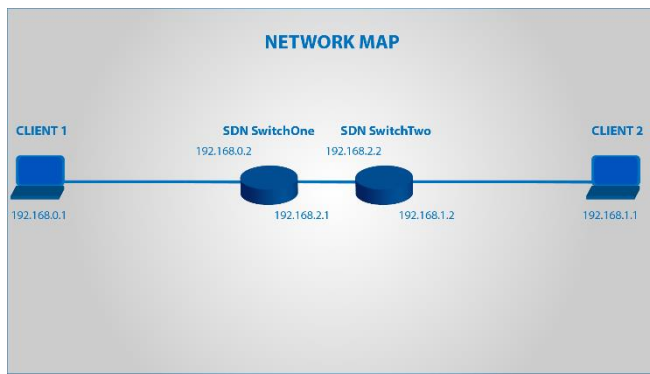 NETWORK MAP
CLIENT 1
SDN SwitchOne
SDN SwitchTwo
CLIENT 2
192.168.0.2
192.168.2.2
192.168.0.1
192.168.2.1
192.168.1.2
192.168.1.1